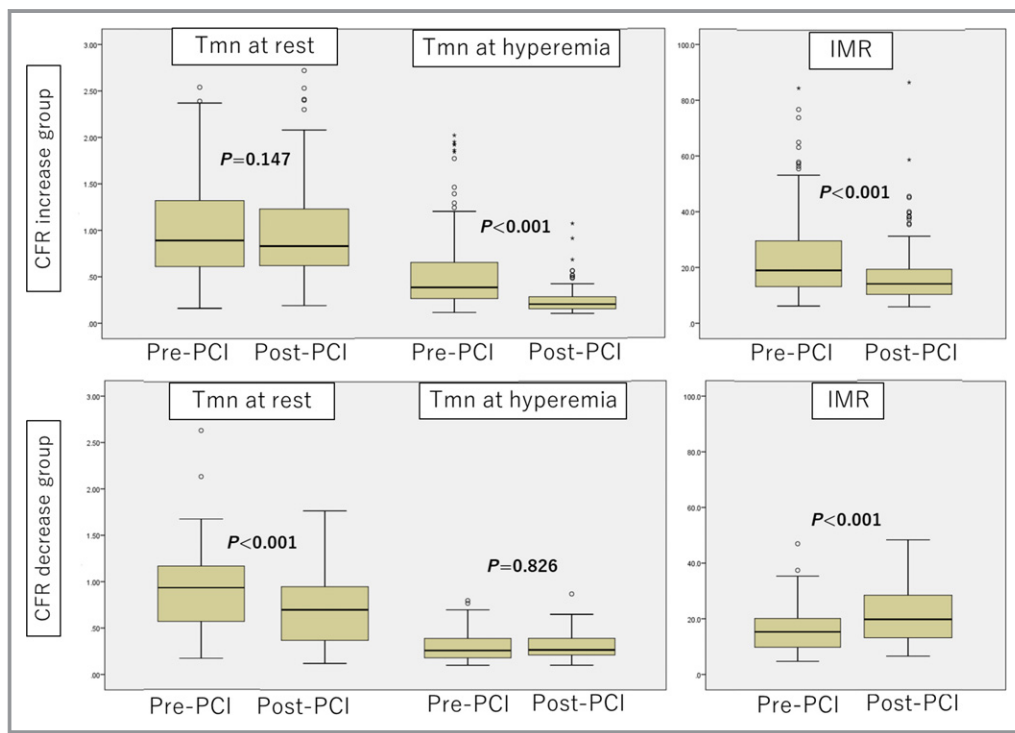 CFR increase group
Tmn at rest
Tmn at hyperemia
IMR
3.00
2.50
2.00
1.50
1.00
.50
.00
P=0.147
P<0.001
100.0
80.0
60.0
40.0
20.0
.0
P<0.001
Pre-PCI Post-PCI Pre-PCI Post-PCI Pre-PCI Post-PCI
CFR decrease group
Tmn at rest
Tmn at hyperemia
IMR
3.00
2.50
2.00
1.50
1.00
.50
.00
P<0.001
P=0.826
100.0
80.0
60.0
40.0
20.0
.0
P<0.001
Pre-PCI Post-PCI Pre-PCI Post-PCI Pre-PCI Post-PCI